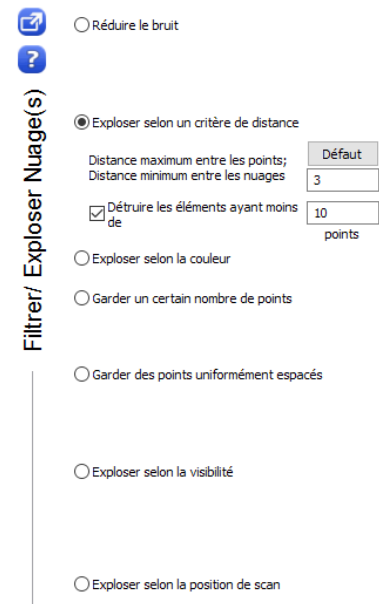 Filtrer/ Exploser Nuage(s)
?
Réduire le bruit
Exploser selon un critère de distance
Distance maximum entre les points;
Distance minimum entre les nuages
Défaut
3
Détruire les éléments ayant moins
de
10
points
Exploser selon la couleur
Garder un certain nombre de points
Garder des points uniformément espacés
Exploser selon la visibilité
Exploser selon la position de scan